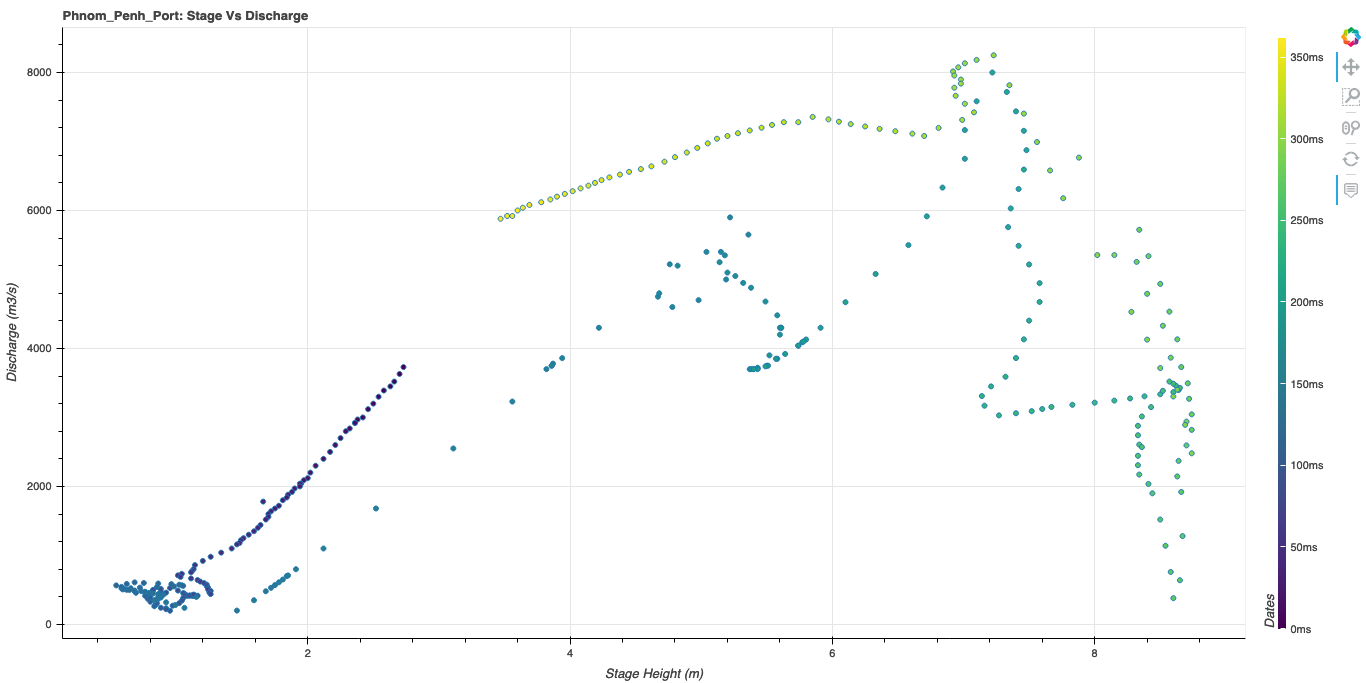 Phnom_Penh_Port: Stage Vs Discharge
8000
6000
4000
2000
0
Discharge (m3/s)
2
4
6
8
Stage Height (m)
350ms
300ms
250ms
200ms
150ms
100ms
50ms
0ms
Dates